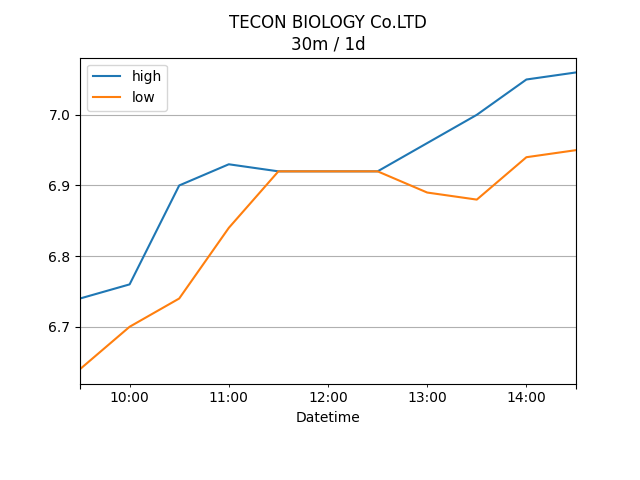 TECON BIOLOGY Co.LTD
30m / 1d
high
low
7.0
6.9
6.8
6.7
10:00 11:00 12:00 13:00 14:00
Datetime